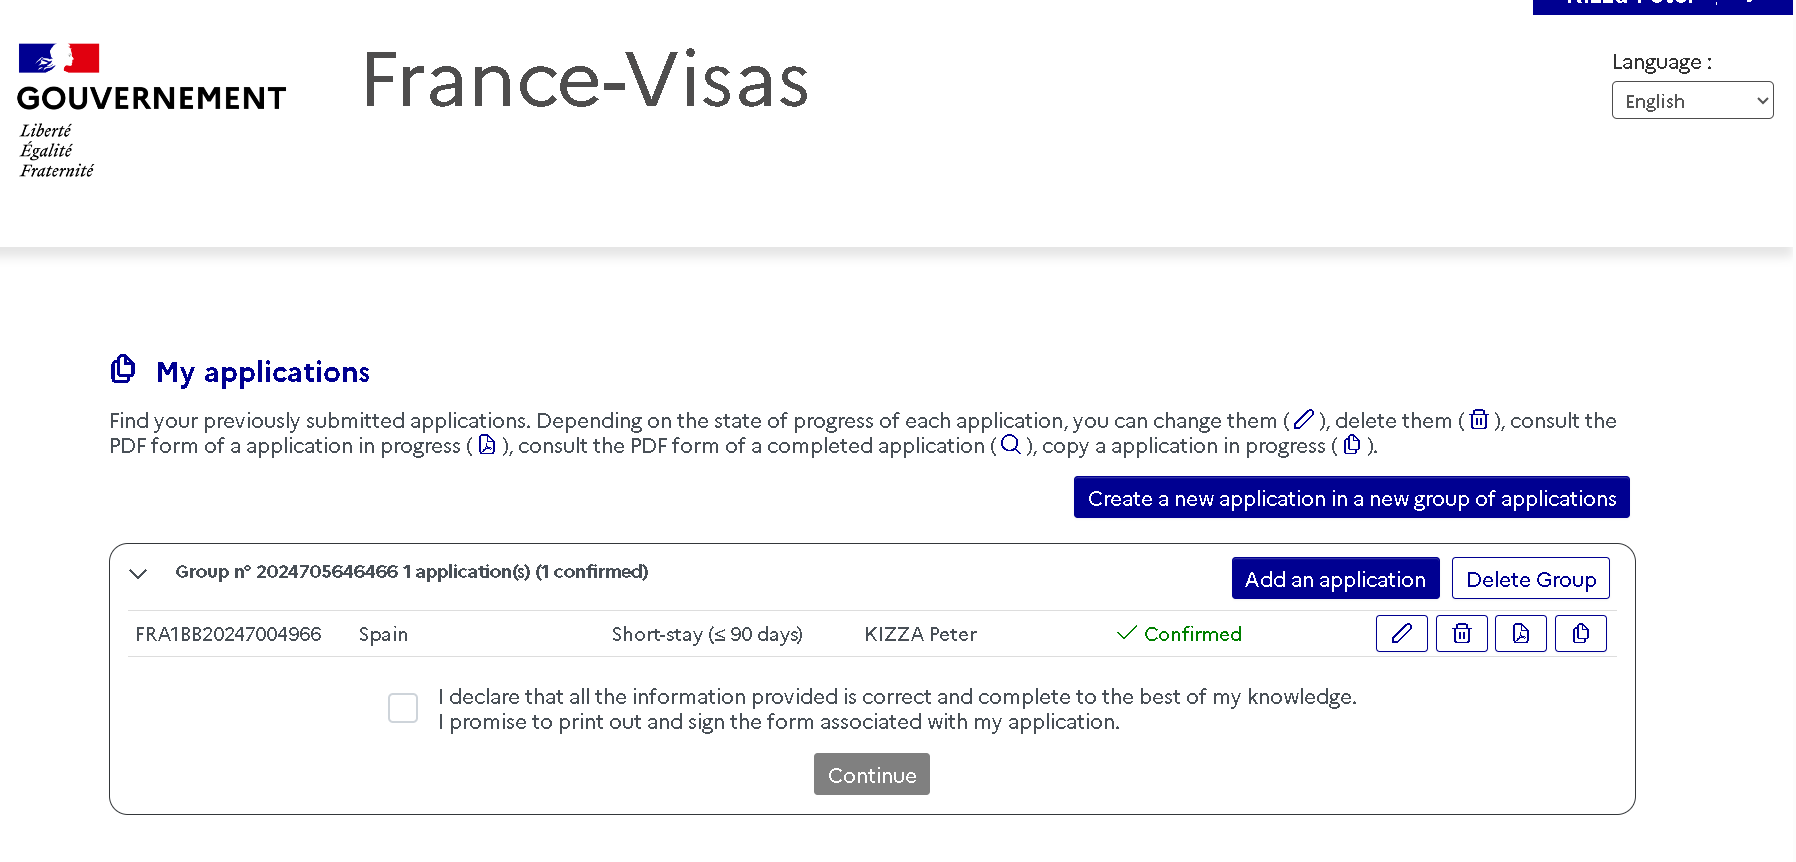 Kizza Peter
GOUVERNEMENT
Liberté
Égalité
Fraternité
France-Visas
Language :
English
My applications
Find your previously submitted applications. Depending on the state of progress of each application, you can change them ( ), delete them ( ), consult the
PDF form of a application in progress ( ), consult the PDF form of a completed application ( ), copy a application in progress ( ).
Create a new application in a new group of applications
Group n° 2024705646466 1 application(s) (1 confirmed)
Add an application
Delete Group
FRA1BB20247004966 Spain Short-stay (≤ 90 days) KIZZA Peter Confirmed
I declare that all the information provided is correct and complete to the best of my knowledge.
I promise to print out and sign the form associated with my application.
Continue